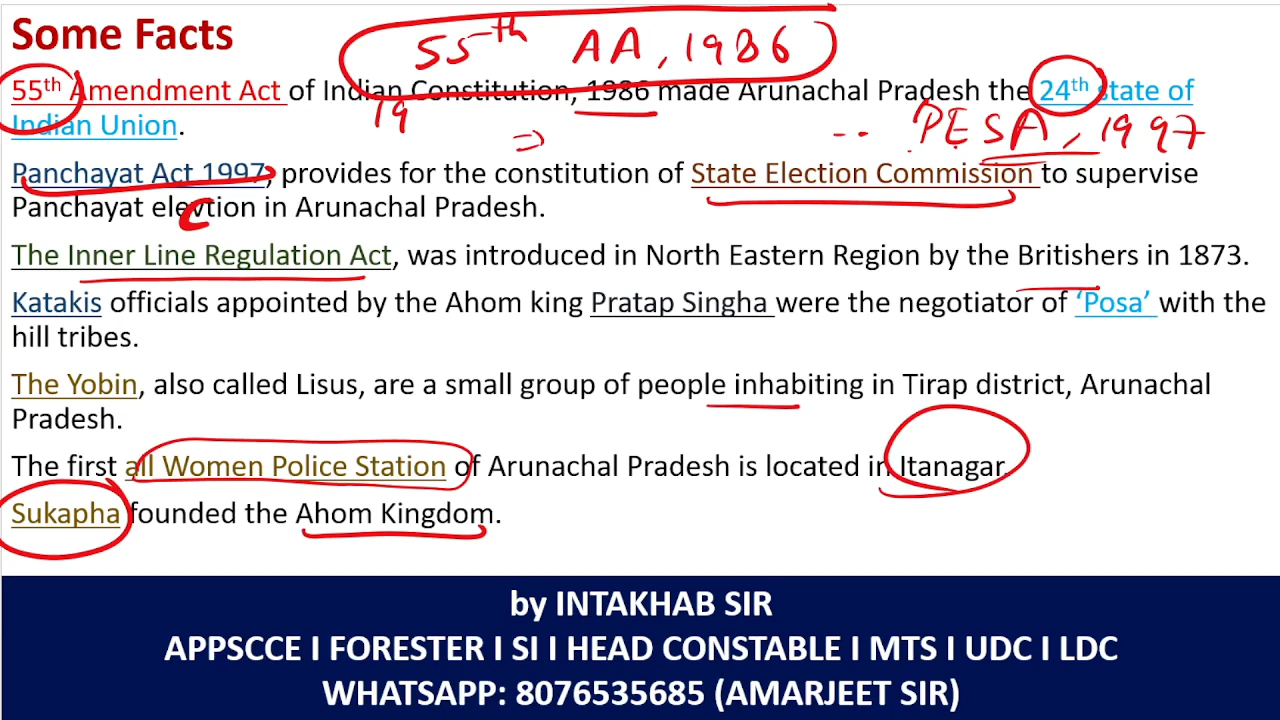 Some Facts
55th AA, 1986
55th Amendment Act of Indian Constitution, 1986 made Arunachal Pradesh the 24th state of
Indian Union.
19
⇒ -- PESA, 1997
Panchayat Act 1997, provides for the constitution of State Election Commission to supervise
Panchayat elevtion in Arunachal Pradesh.
c
The Inner Line Regulation Act, was introduced in North Eastern Region by the Britishers in 1873.
Katakis officials appointed by the Ahom king Pratap Singha were the negotiator of ‘Posa’ with the
hill tribes.
The Yobin, also called Lisus, are a small group of people inhabiting in Tirap district, Arunachal
Pradesh.
The first all Women Police Station of Arunachal Pradesh is located in Itanagar.
Sukapha founded the Ahom Kingdom.
by INTAKHAB SIR
APPSCCE I FORESTER I SI I HEAD CONSTABLE I MTS I UDC I LDC
WHATSAPP: 8076535685 (AMARJEET SIR)